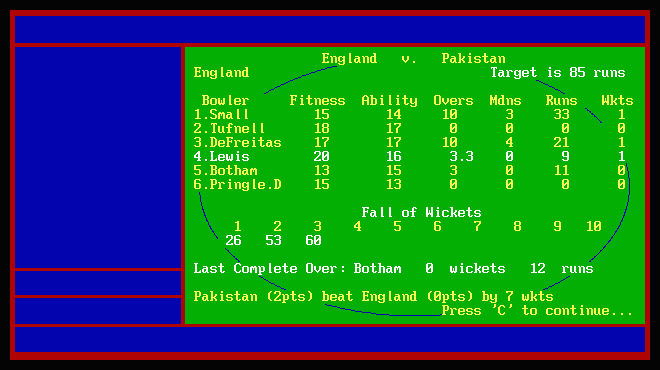 England v. Pakistan
England Target is 85 runs
Bowler Fitness Ability Overs Mdns Runs Wkts
1.Small 15 14 10 3 33 1
2.Tufnell 18 17 0 0 0 0
3.DeFreitas 17 17 10 4 21 1
4.Lewis 20 16 3.3 0 9 1
5.Botham 13 15 3 0 11 0
6.Pringle.D 15 13 0 0 0 0
Fall of Wickets
1 2 3 4 5 6 7 8 9 10
26 53 60
Last Complete Over: Botham 0 wickets 12 runs
Pakistan (2pts) beat England (0pts) by 7 wkts
Press 'C' to continue...